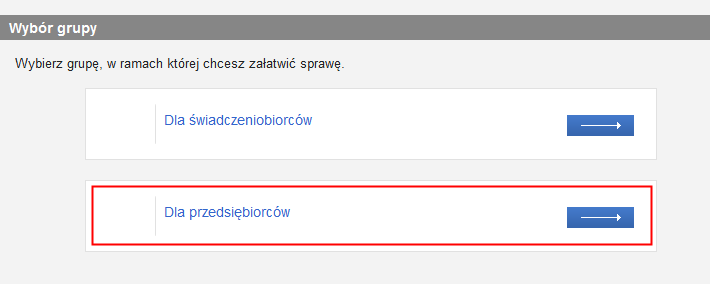 Wybór grupy
Wybierz grupę, w ramach której chcesz załatwić sprawę.
Dla świadczeniobiorców
Dla przedsiębiorców